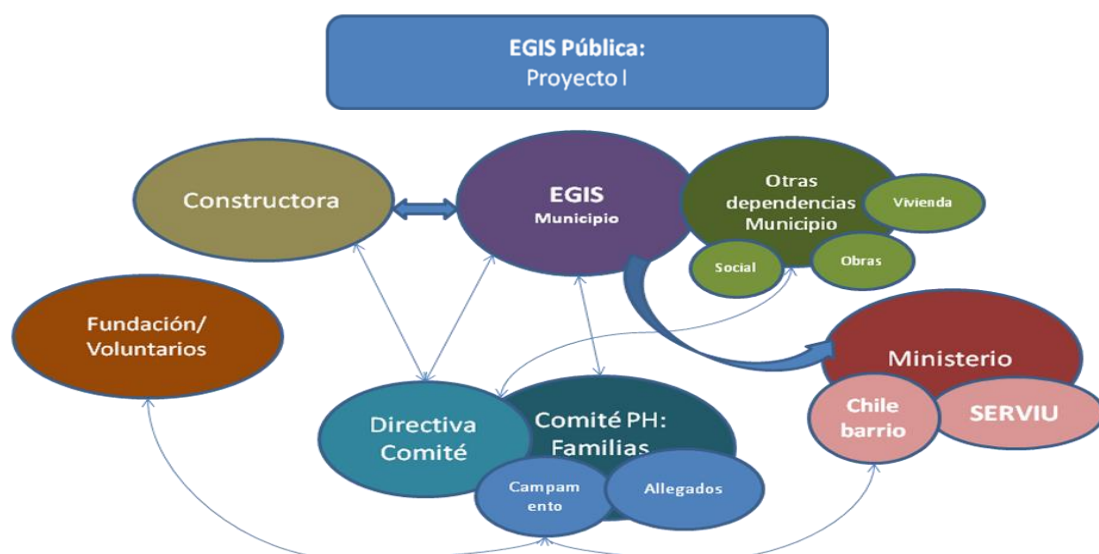 EGIS Pública:
Proyecto I
Constructora
EGIS
Municipio
Otras
dependencias
Municipio
Vivienda
Social
Obras
Fundación/
Voluntarios
Ministerio
Chile
barrio
SERVIU
Directiva
Comité
Comité PH:
Familias
Campam
ento
Allegados